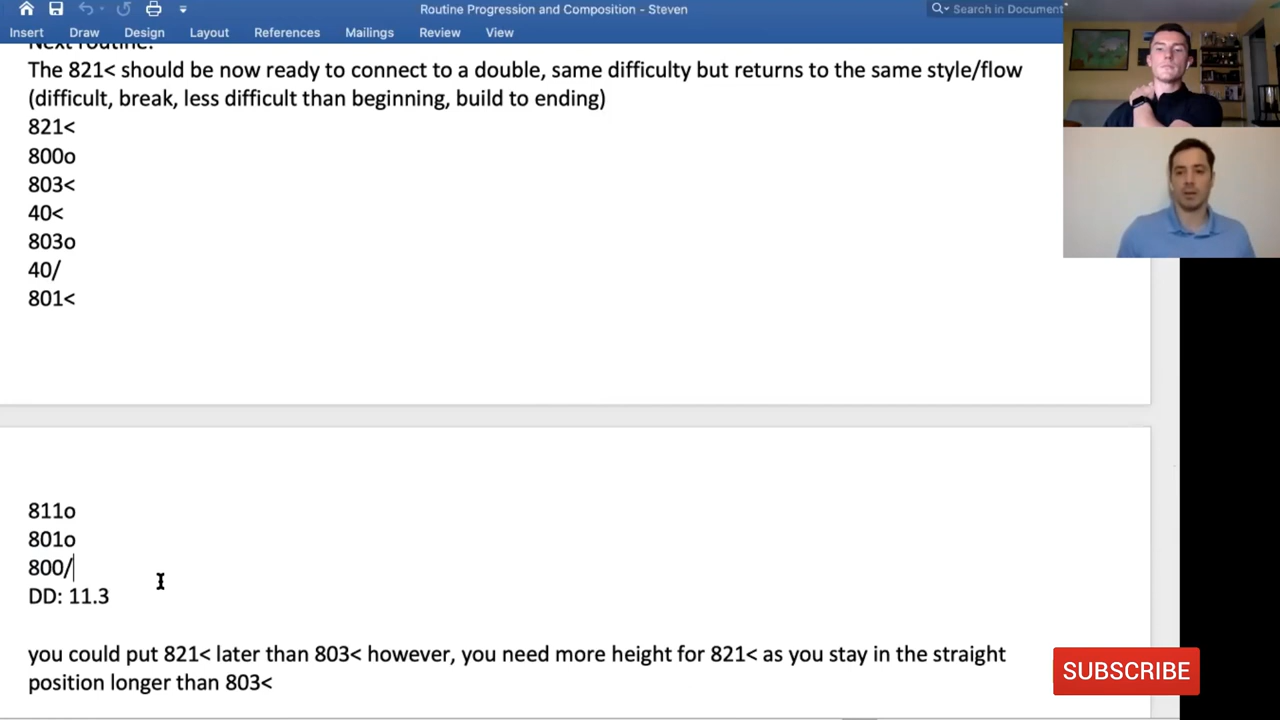 Routine Progression and Composition - Steven
Search in Document
Insert Draw Design Layout References Mailings Review View
Next routine:
The 821< should be now ready to connect to a double, same difficulty but returns to the same style/flow
(difficult, break, less difficult than beginning, build to ending)
821<
800o
803<
40<
803o
40/
801<
811o
801o
800/
DD: 11.3
you could put 821< later than 803< however, you need more height for 821< as you stay in the straight
position longer than 803<
SUBSCRIBE